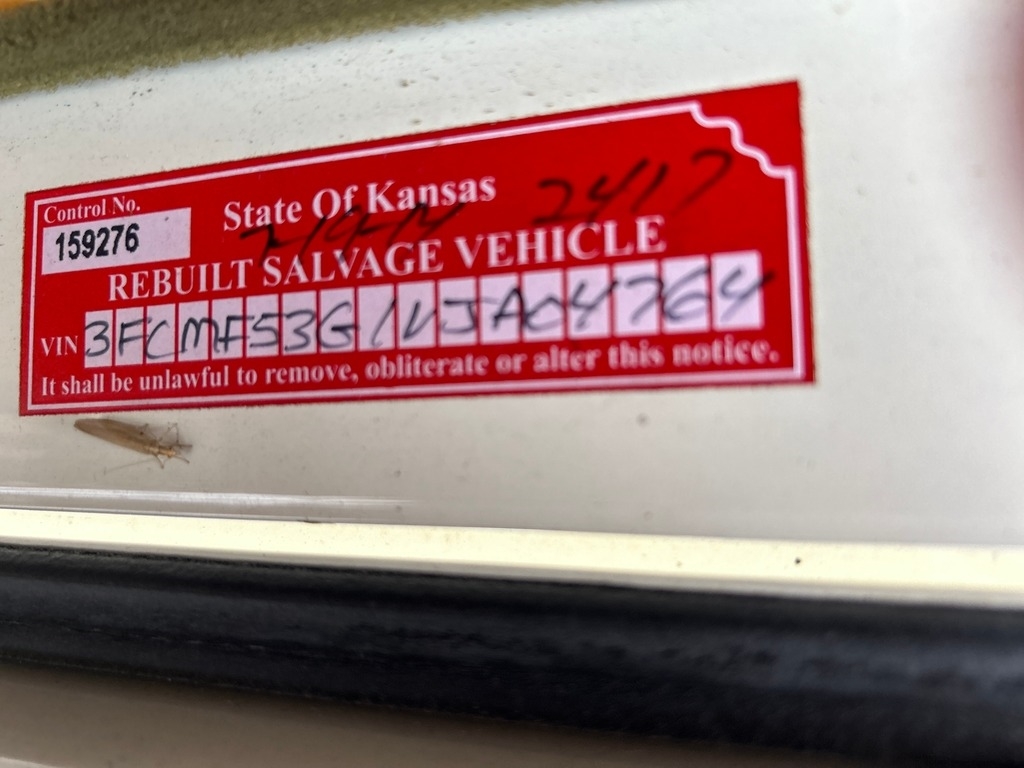 Control No.
159276
State Of Kansas
2417
REBUILT SALVAGE VEHICLE
VIN 3FCMF53G1VJA04764
It shall be unlawful to remove, obliterate or alter this notice.